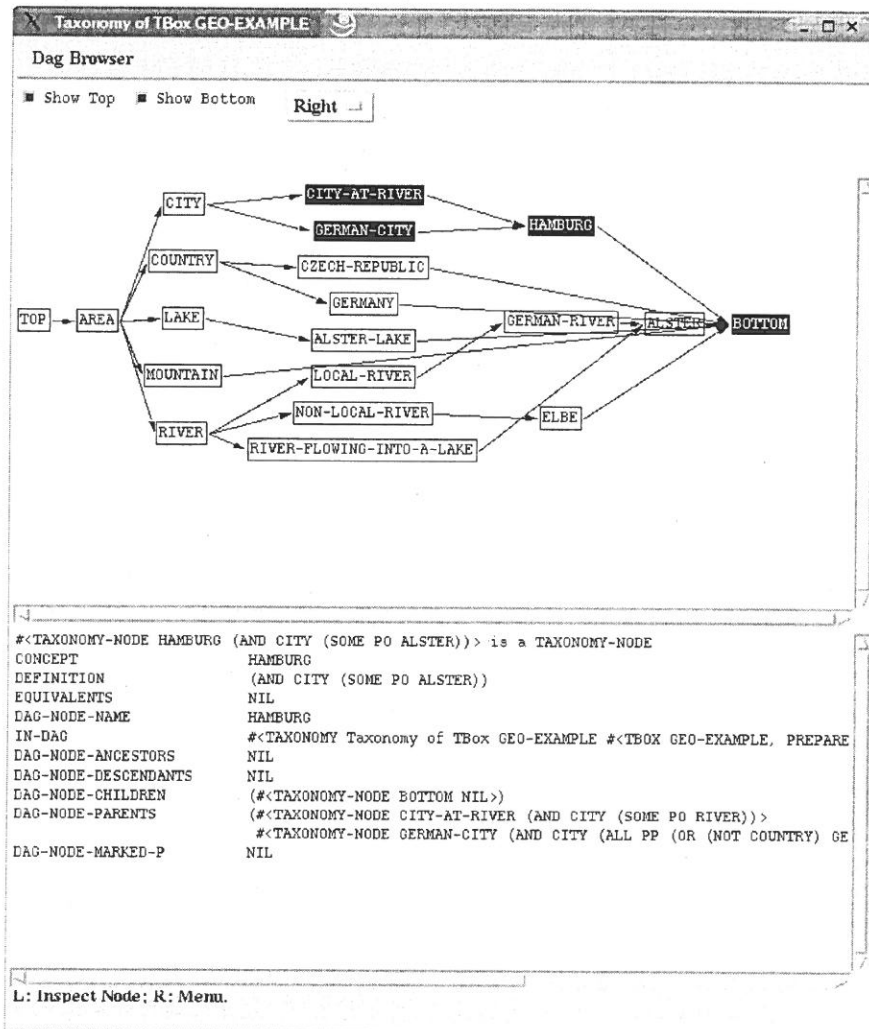 X Taxonomy of TBox GEO-EXAMPLE
Dag Browser
Show Top Show Bottom Right
CITY CITY-AT-RIVER
GERMAN-CITY HAMBURG
COUNTRY CZECH-REPUBLIC
GERMANY
TOP AREA LAKE GERMAN-RIVER ALSTER BOTTOM
ALSTER-LAKE
MOUNTAIN LOCAL-RIVER
NON-LOCAL-RIVER ELBE
RIVER
RIVER-FLOWING-INTO-A-LAKE
#<TAXONOMY-NODE HAMBURG (AND CITY (SOME PO ALSTER))> is a TAXONOMY-NODE
CONCEPT HAMBURG
DEFINITION (AND CITY (SOME PO ALSTER))
EQUIVALENTS NIL
DAG-NODE-NAME HAMBURG
IN-DAG #<TAXONOMY Taxonomy of TBox GEO-EXAMPLE #<TBOX GEO-EXAMPLE, PREPARE
DAG-NODE-ANCESTORS NIL
DAG-NODE-DESCENDANTS NIL
DAG-NODE-CHILDREN (#<TAXONOMY-NODE BOTTOM NIL>)
DAG-NODE-PARENTS (#<TAXONOMY-NODE CITY-AT-RIVER (AND CITY (SOME PO RIVER))>
#<TAXONOMY-NODE GERMAN-CITY (AND CITY (ALL PP (OR (NOT COUNTRY) GE
DAG-NODE-MARKED-P NIL
L: Inspect Node; R: Menu.